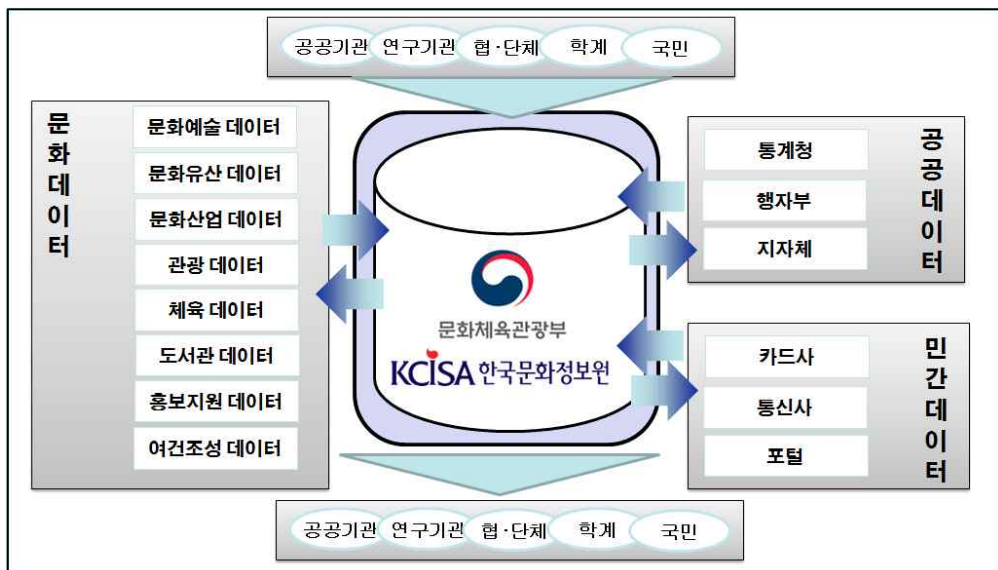 공공기관 연구기관 협·단체 학계 국민
문화데이터
문화예술 데이터
문화유산 데이터
문화산업 데이터
관광 데이터
체육 데이터
도서관 데이터
홍보지원 데이터
여건조성 데이터
문화체육관광부
KCISA 한국문화정보원
공공데이터
통계청
행자부
지자체
민간데이터
카드사
통신사
포털
공공기관 연구기관 협·단체 학계 국민